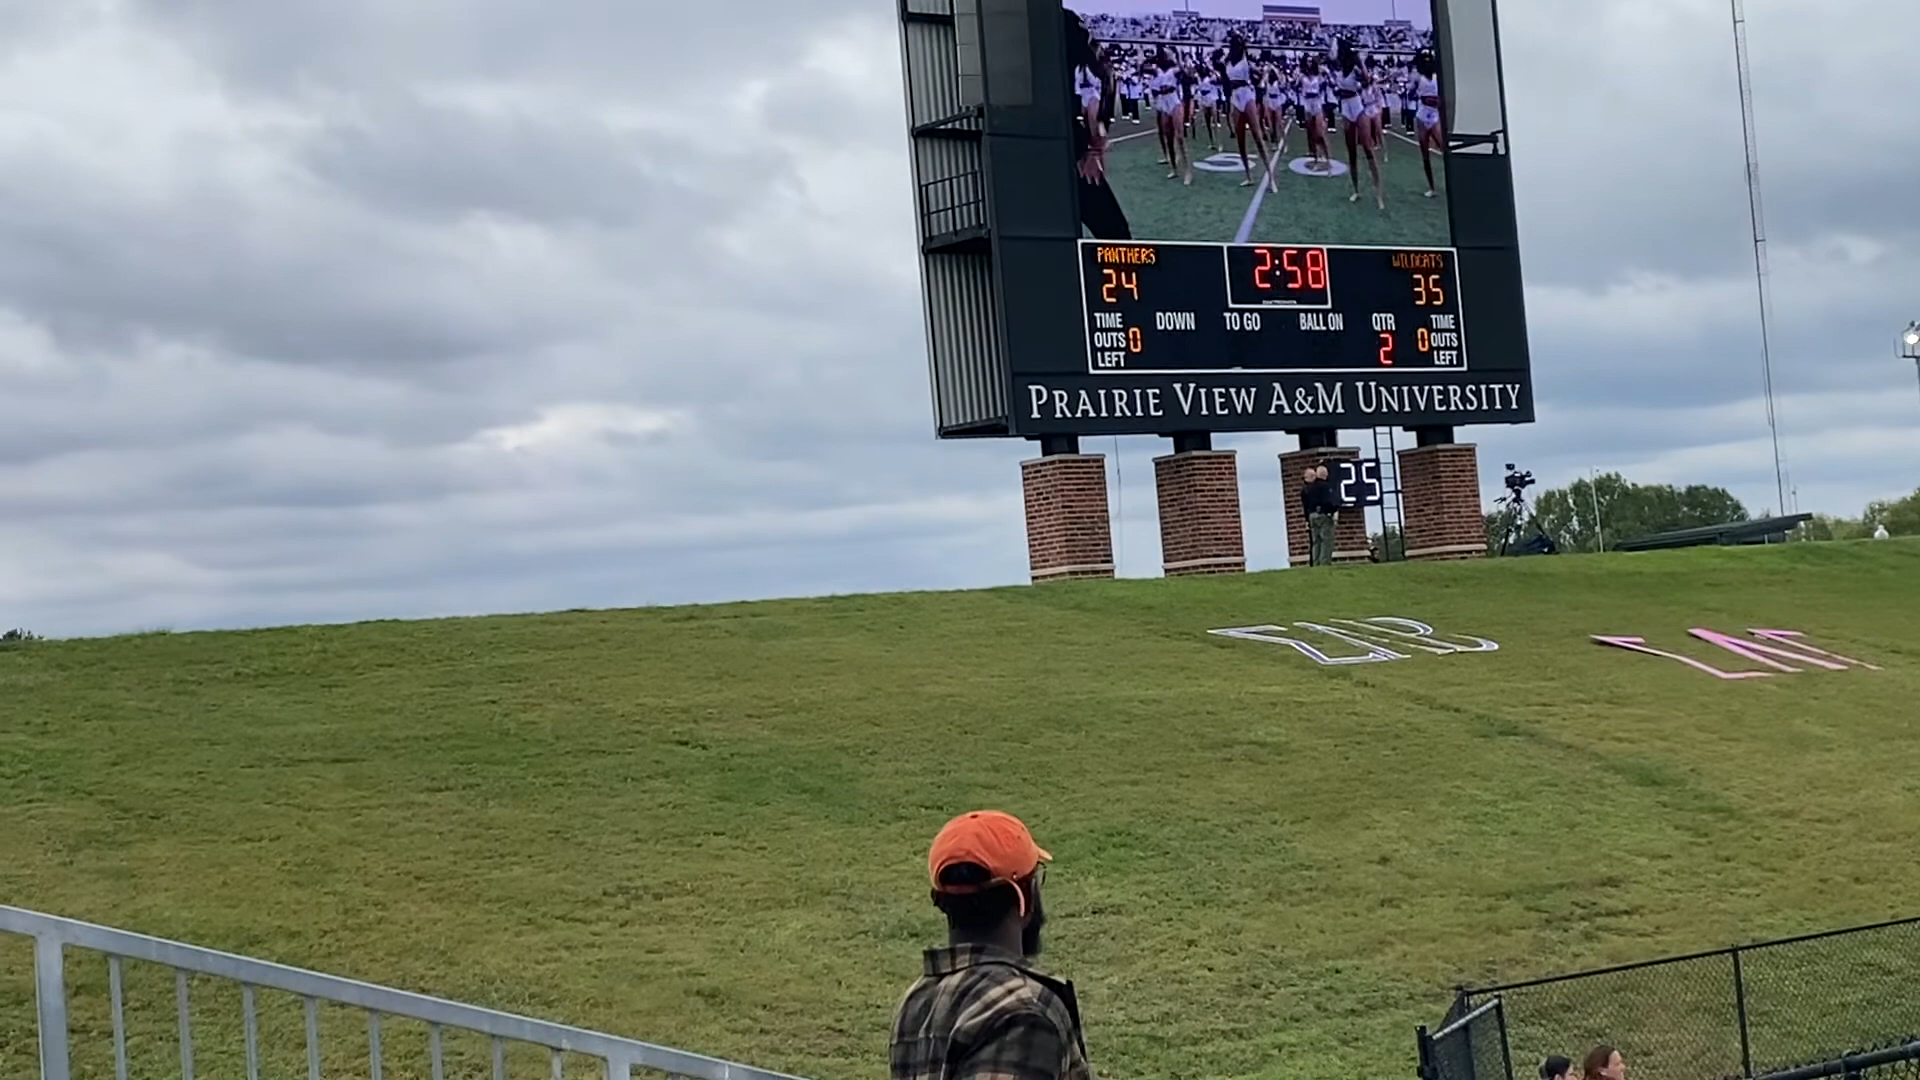 50
PANTHERS 2:58 WILDCATS
24 35
TIME OUTS LEFT 0 DOWN TO GO BALL ON QTR 2 0 TIME OUTS LEFT
PRAIRIE VIEW A&M UNIVERSITY
25